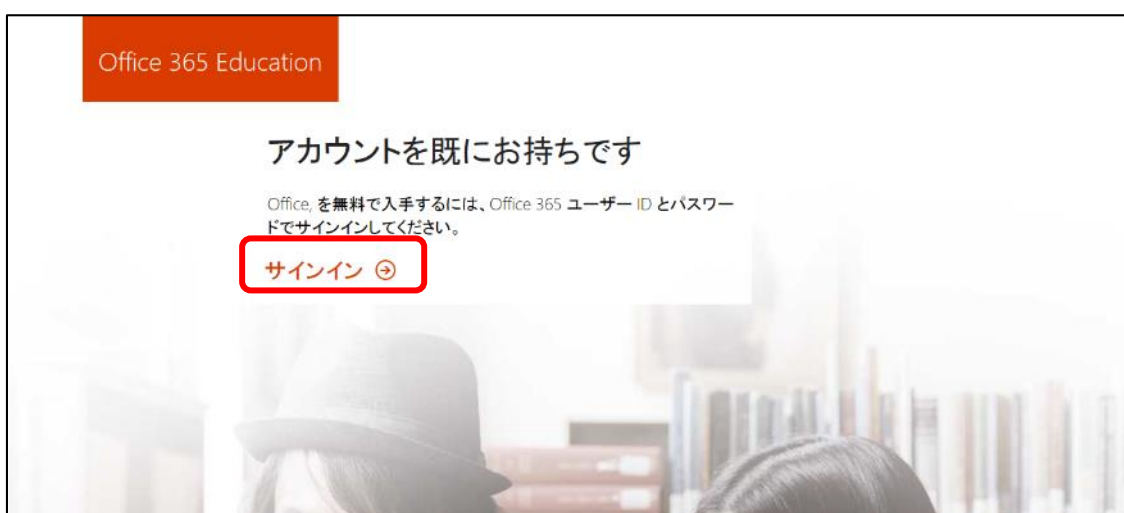 Office 365 Education
アカウントを既にお持ちです
Office, を無料で入手するには、Office 365 ユーザー ID とパスワー
ドでサインインしてください。
サインイン